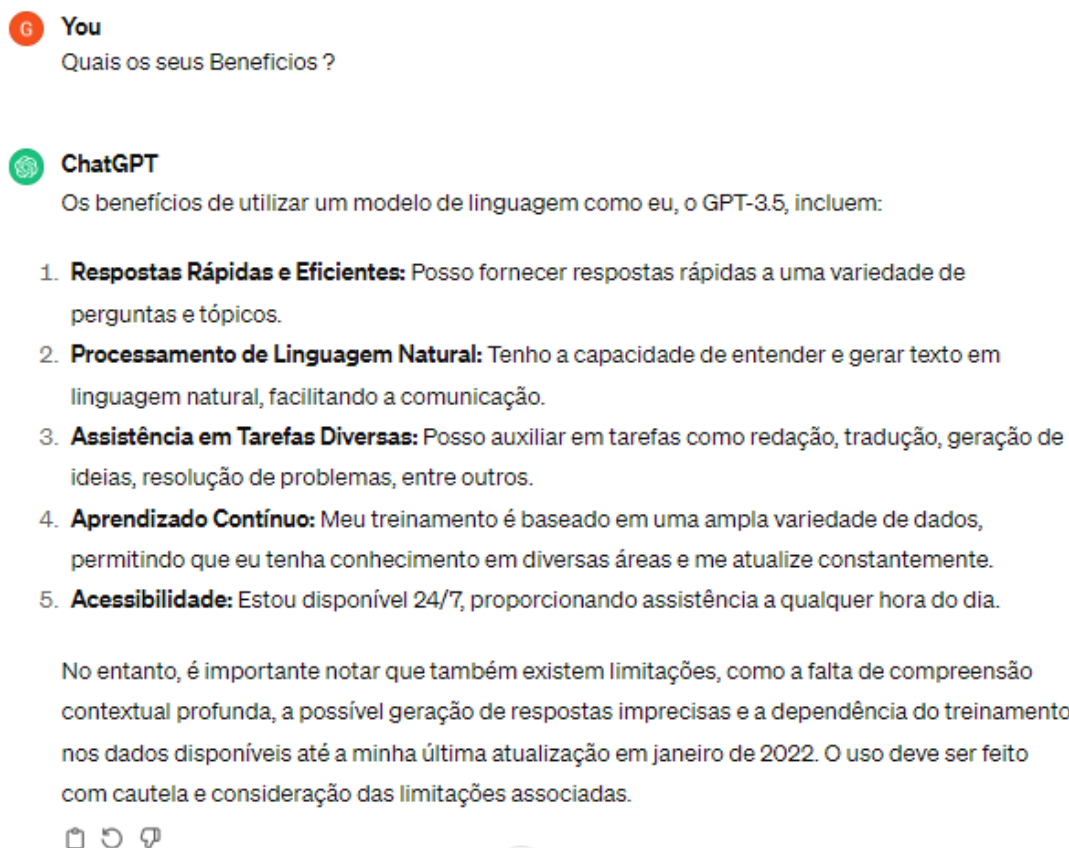 G You
Quais os seus Beneficios ?
ChatGPT
Os benefícios de utilizar um modelo de linguagem como eu, o GPT-3.5, incluem:
1. Respostas Rápidas e Eficientes: Posso fornecer respostas rápidas a uma variedade de
perguntas e tópicos.
2. Processamento de Linguagem Natural: Tenho a capacidade de entender e gerar texto em
linguagem natural, facilitando a comunicação.
3. Assistência em Tarefas Diversas: Posso auxiliar em tarefas como redação, tradução, geração de
ideias, resolução de problemas, entre outros.
4. Aprendizado Contínuo: Meu treinamento é baseado em uma ampla variedade de dados,
permitindo que eu tenha conhecimento em diversas áreas e me atualize constantemente.
5. Acessibilidade: Estou disponível 24/7, proporcionando assistência a qualquer hora do dia.
No entanto, é importante notar que também existem limitações, como a falta de compreensão
contextual profunda, a possível geração de respostas imprecisas e a dependência do treinamento
nos dados disponíveis até a minha última atualização em janeiro de 2022. O uso deve ser feito
com cautela e consideração das limitações associadas.